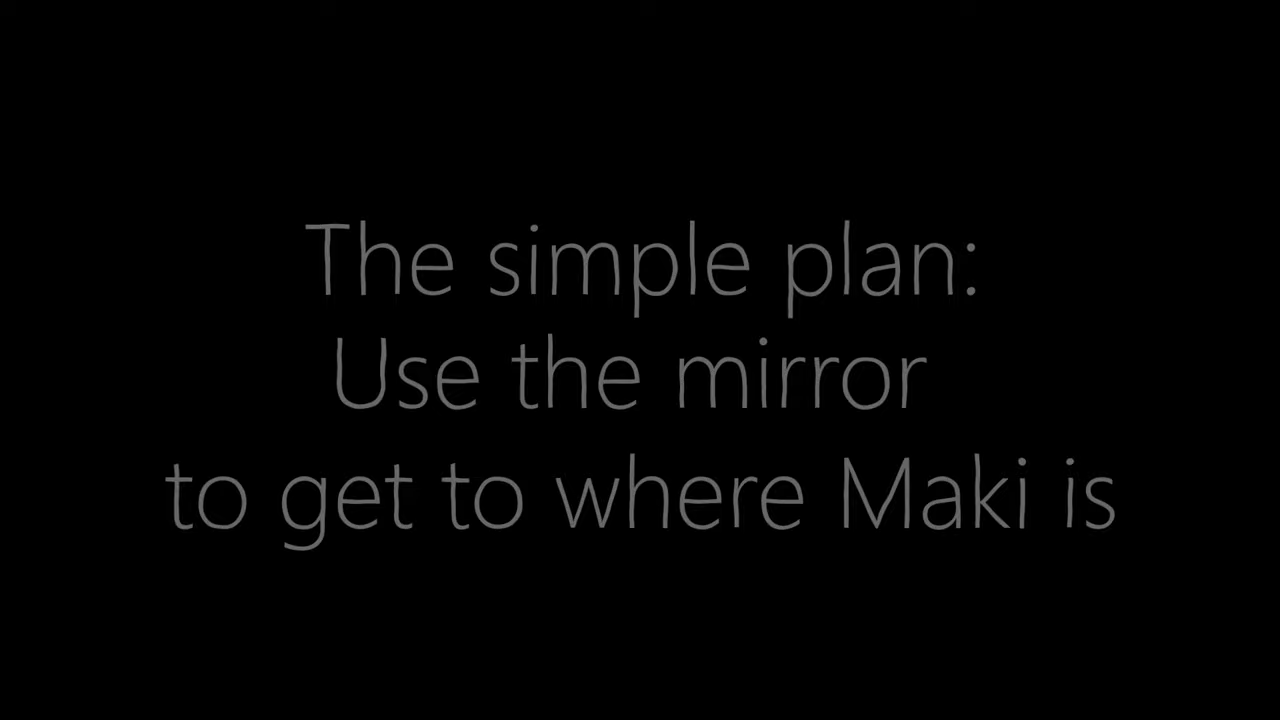 The simple plan:
Use the mirror
to get to where Maki is